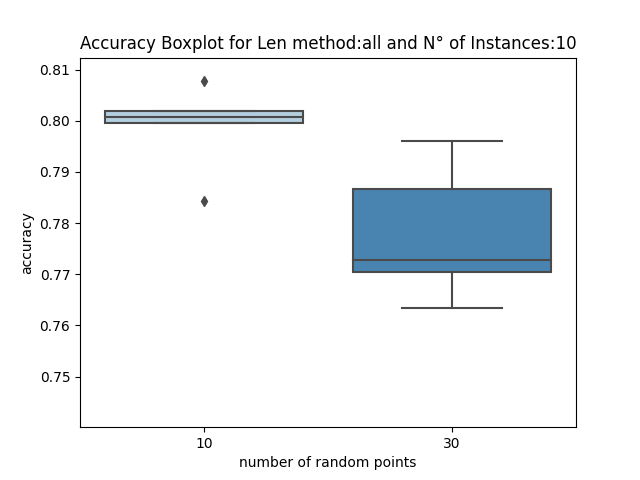 Accuracy Boxplot for Len method:all and N° of Instances:10
0.81
0.80
0.79
0.78
0.77
0.76
0.75
accuracy
10 30
number of random points